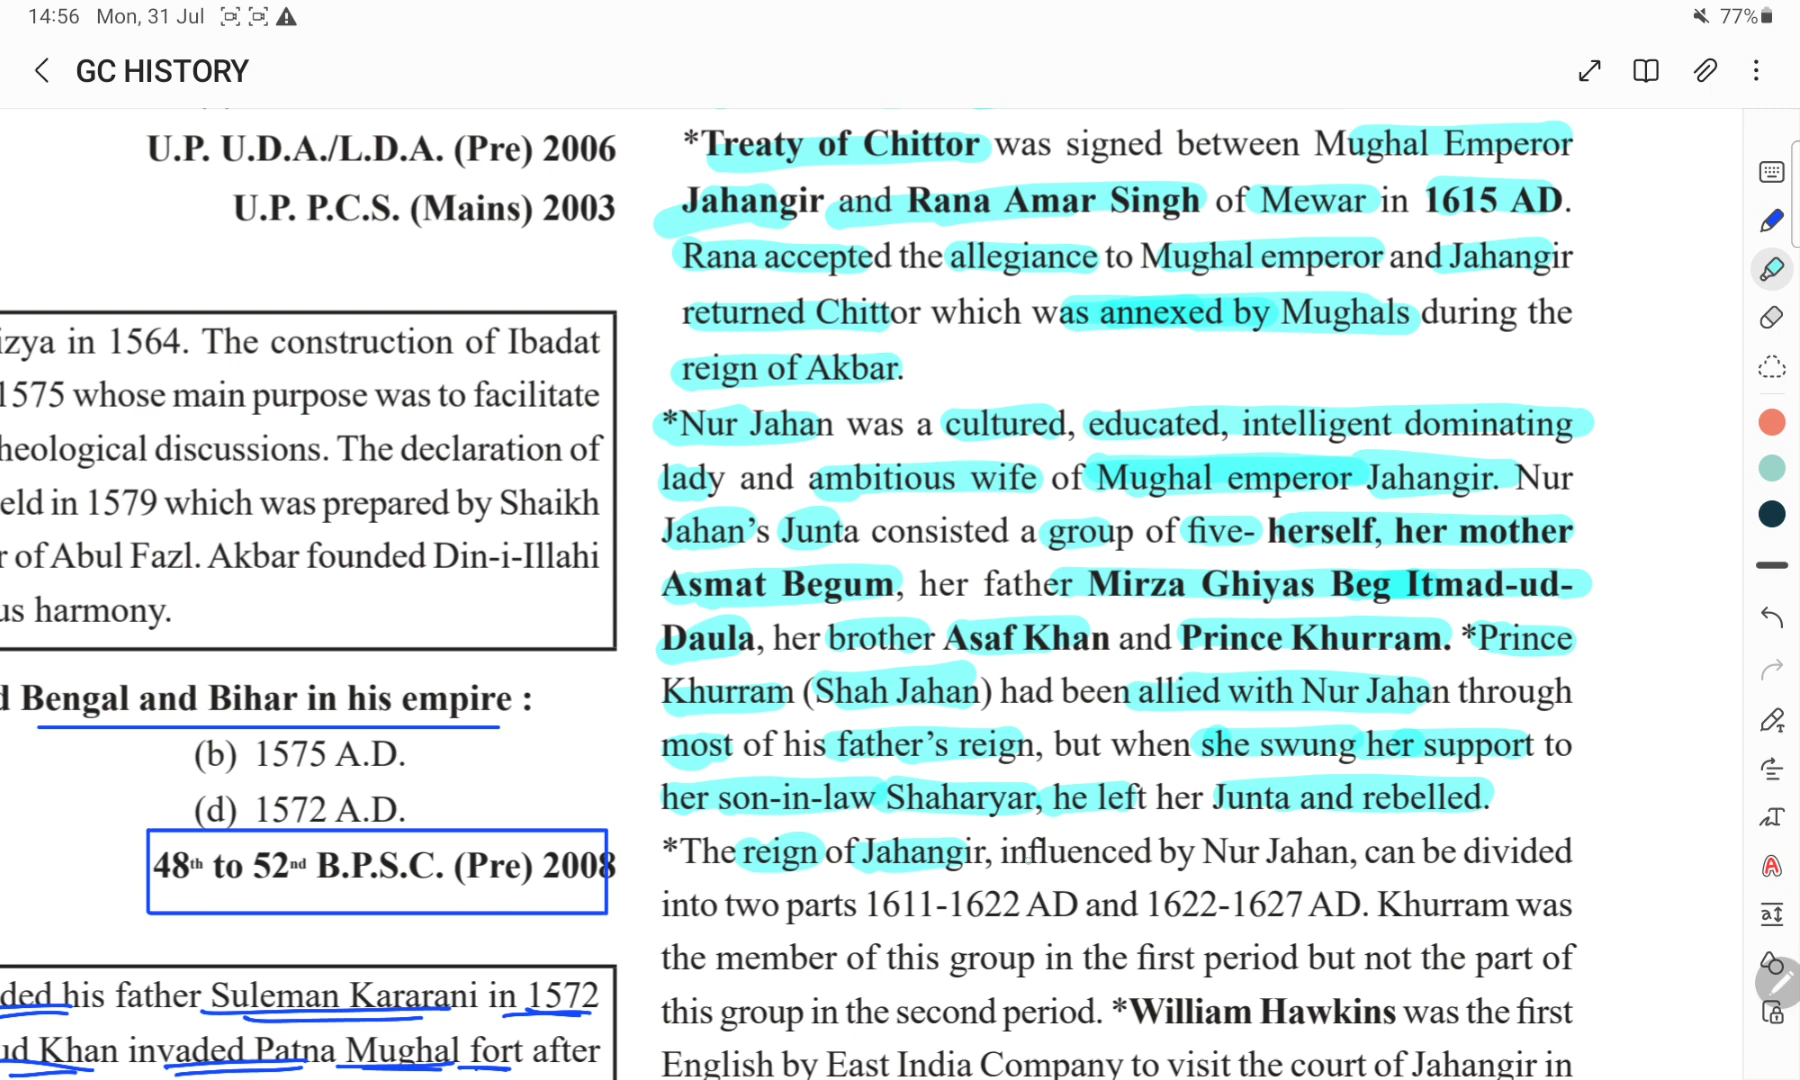 14:56 Mon, 31 Jul
77%
GC HISTORY
U.P. U.D.A./L.D.A. (Pre) 2006
U.P. P.C.S. (Mains) 2003
izya in 1564. The construction of Ibadat
1575 whose main purpose was to facilitate
heological discussions. The declaration of
eld in 1579 which was prepared by Shaikh
r of Abul Fazl. Akbar founded Din-i-Illahi
us harmony.
d Bengal and Bihar in his empire :
(b) 1575 A.D.
(d) 1572 A.D.
48th to 52nd B.P.S.C. (Pre) 2008
ded his father Suleman Kararani in 1572
ud Khan invaded Patna Mughal fort after
*Treaty of Chittor was signed between Mughal Emperor
Jahangir and Rana Amar Singh of Mewar in 1615 AD.
Rana accepted the allegiance to Mughal emperor and Jahangir
returned Chittor which was annexed by Mughals during the
reign of Akbar.
*Nur Jahan was a cultured, educated, intelligent dominating
lady and ambitious wife of Mughal emperor Jahangir. Nur
Jahan's Junta consisted a group of five- herself, her mother
Asmat Begum, her father Mirza Ghiyas Beg Itmad-ud-
Daula, her brother Asaf Khan and Prince Khurram. *Prince
Khurram (Shah Jahan) had been allied with Nur Jahan through
most of his father's reign, but when she swung her support to
her son-in-law Shaharyar, he left her Junta and rebelled.
*The reign of Jahangir, influenced by Nur Jahan, can be divided
into two parts 1611-1622 AD and 1622-1627 AD. Khurram was
the member of this group in the first period but not the part of
this group in the second period. *William Hawkins was the first
English by East India Company to visit the court of Jahangir in